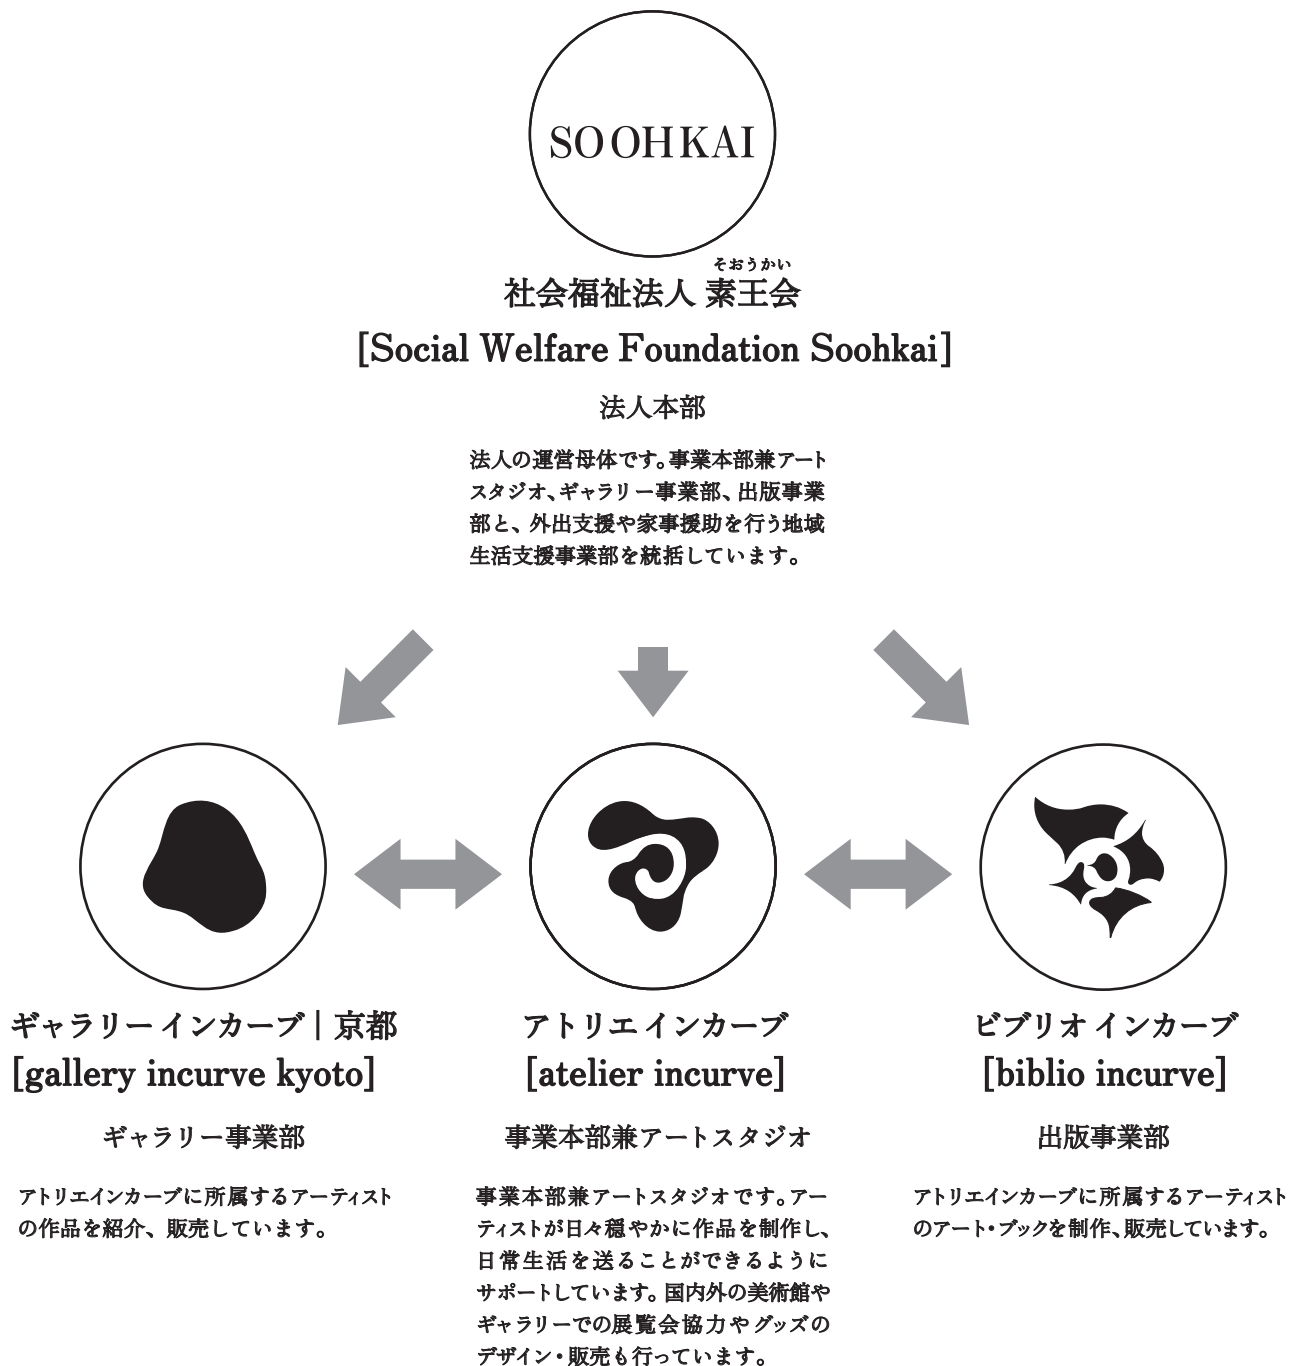 SOOHKAI
そおうかい
社会福祉法人 素王会
[Social Welfare Foundation Soohkai]
法人本部
法人の運営母体です。事業本部兼アート
スタジオ、ギャラリー事業部、出版事業
部と、外出支援や家事援助を行う地域
生活支援事業部を統括しています。
ギャラリー インカーブ｜京都
[gallery incurve kyoto]
ギャラリー事業部
アトリエインカーブに所属するアーティスト
の作品を紹介、販売しています。
アトリエ インカーブ
[atelier incurve]
事業本部兼アートスタジオ
事業本部兼アートスタジオです。アー
ティストが日々穏やかに作品を制作し、
日常生活を送ることができるように
サポートしています。国内外の美術館や
ギャラリーでの展覧会協力やグッズの
デザイン・販売も行っています。
ビブリオ インカーブ
[biblio incurve]
出版事業部
アトリエインカーブに所属するアーティスト
のアート・ブックを制作、販売しています。